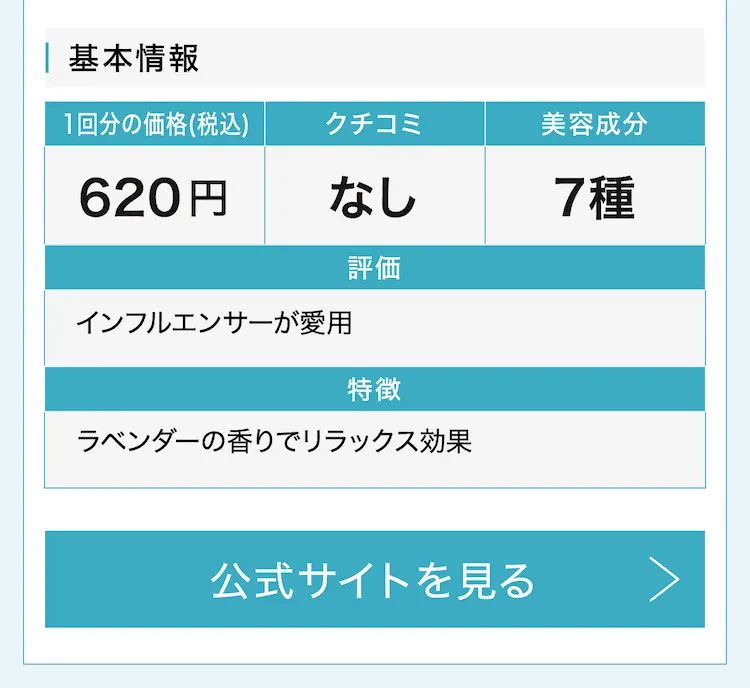 基本情報
1回分の価格(税込) クチコミ 美容成分
620円 なし 7種
評価
インフルエンサーが愛用
特徴
ラベンダーの香りでリラックス効果
公式サイトを見る